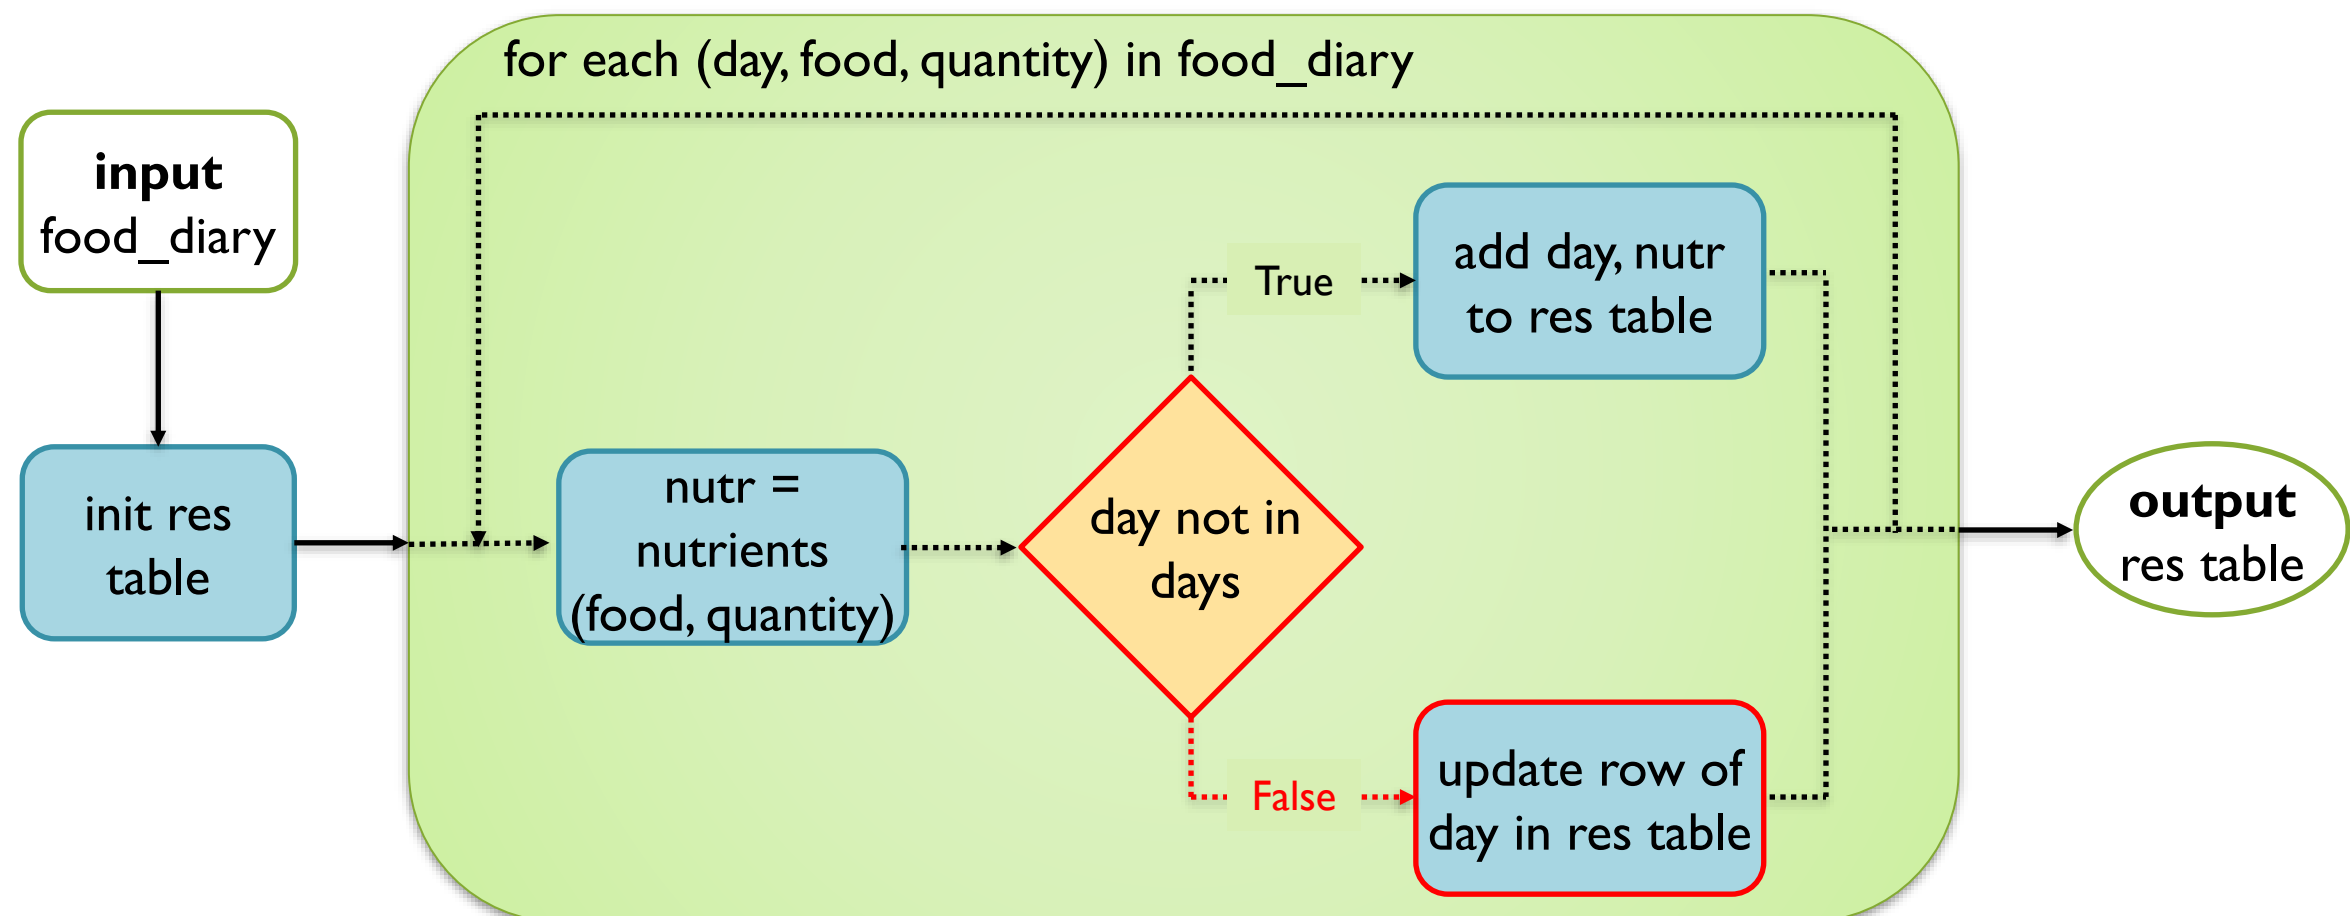 for each (day, food, quantity) in food_diary
input
food_diary
init res
table
nutr =
nutrients
(food, quantity)
day not in
days
True
add day, nutr
to res table
False
update row of
day in res table
output
res table